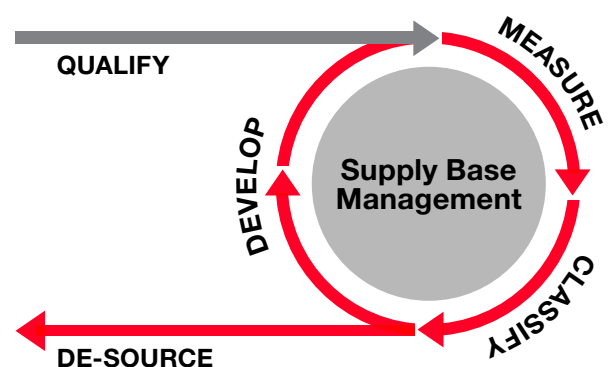 QUALIFY
MEASURE
Supply Base
Management
DEVELOP
CLASSIFY
DE-SOURCE